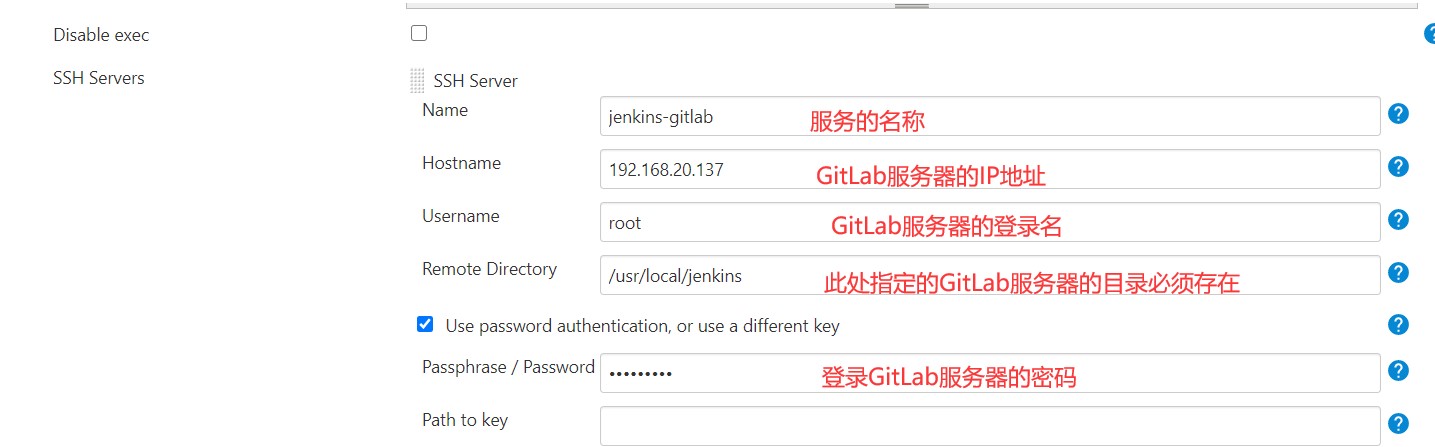 Disable exec
SSH Servers
SSH Server
Name
jenkins-gitlab 服务的名称
Hostname
192.168.20.137 GitLab服务器的IP地址
Username
root GitLab服务器的登录名
Remote Directory
/usr/local/jenkins 此处指定的GitLab服务器的目录必须存在
Use password authentication, or use a different key
Passphrase / Password
••••••••• 登录GitLab服务器的密码
Path to key